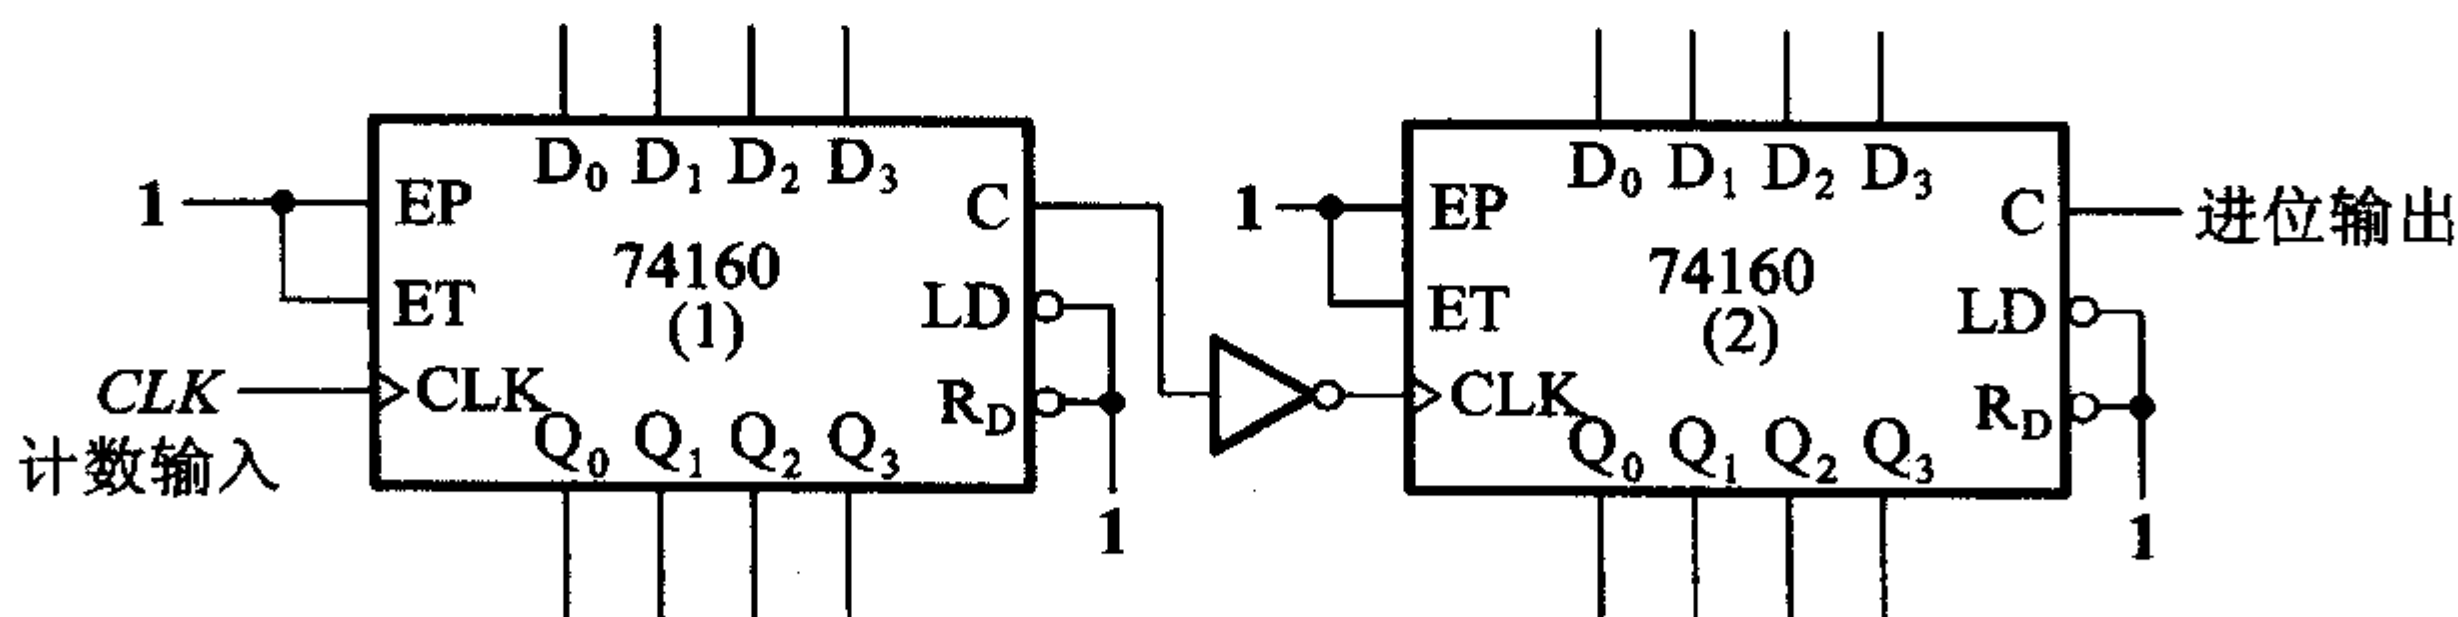 D₀ D₁ D₂ D₃
1 EP
C
74160
ET
(1)
LD
CLK
CLK
R_D
计数输入
Q₀ Q₁ Q₂ Q₃
1
D₀ D₁ D₂ D₃
1 EP
C 进位输出
74160
ET
(2)
LD
CLK
R_D
Q₀ Q₁ Q₂ Q₃
1